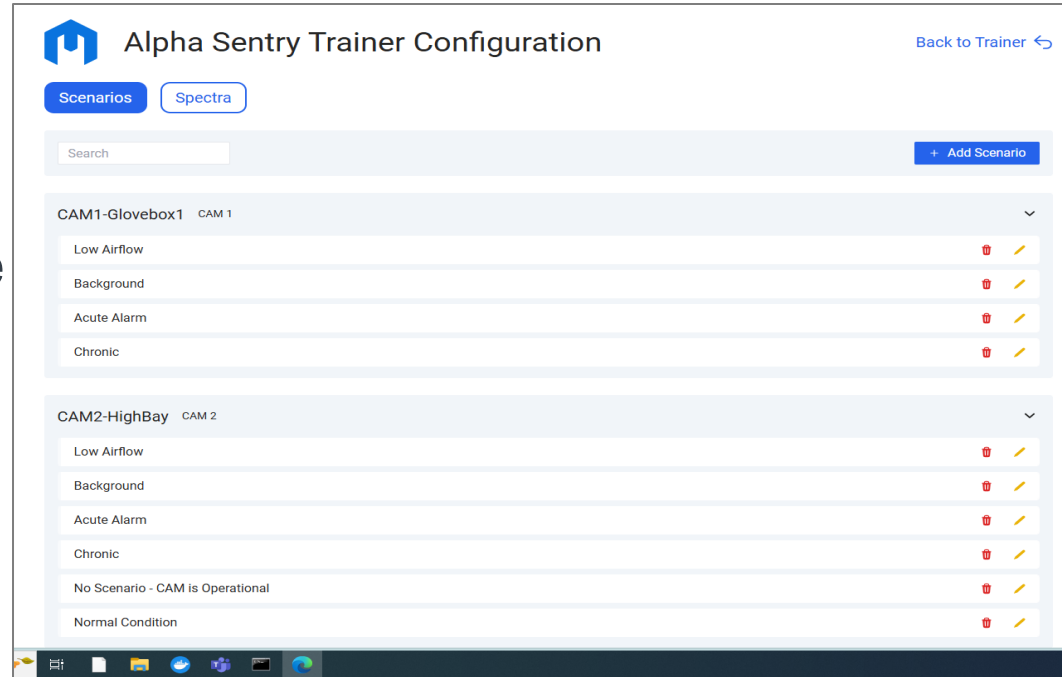 Alpha Sentry Trainer Configuration
Back to Trainer
Scenarios
Spectra
Search
+ Add Scenario
CAM1-Glovebox1 CAM 1
Low Airflow
Background
Acute Alarm
Chronic
CAM2-HighBay CAM 2
Low Airflow
Background
Acute Alarm
Chronic
No Scenario - CAM is Operational
Normal Condition